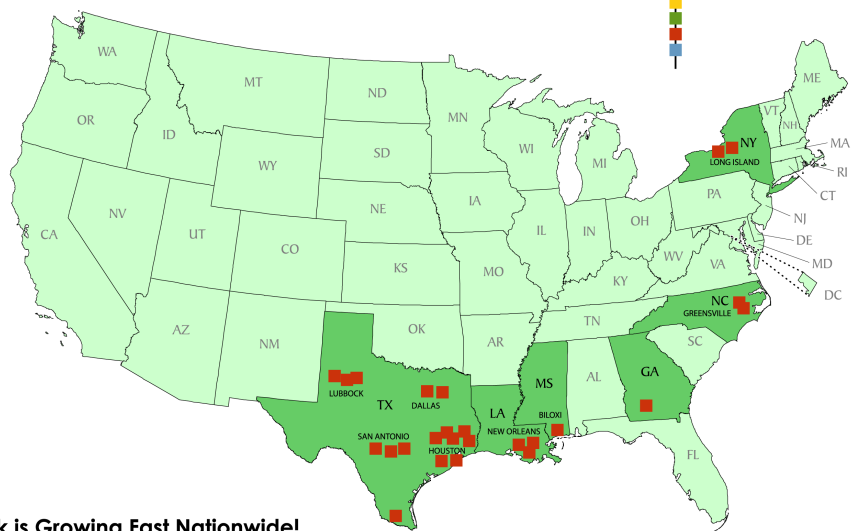 WA
OR
CA
NV
ID
MT
WY
UT
AZ
CO
NM
ND
SD
NE
KS
OK
MN
IA
MO
AR
WI
IL
MI
IN
OH
KY
TN
WV
VA
PA
AL
SC
FL
ME
VT
NH
MA
RI
CT
NJ
DE
MD
DC
NY
LONG ISLAND
NC
GREENSVILLE
GA
MS
BILOXI
LA
NEW ORLEANS
TX
LUBBOCK
DALLAS
SAN ANTONIO
HOUSTON
is Growing Fast Nationwide!